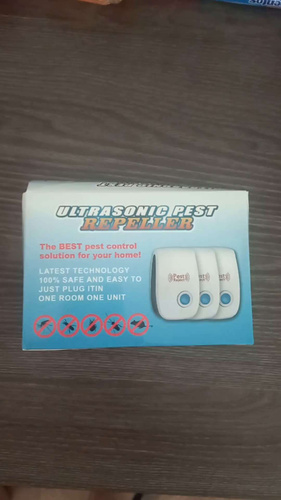 ULTRASONIC PEST
REPELLER
The BEST pest control
solution for your home!
LATEST TECHNOLOGY
100% SAFE AND EASY TO
JUST PLUG ITIN
ONE ROOM ONE UNIT